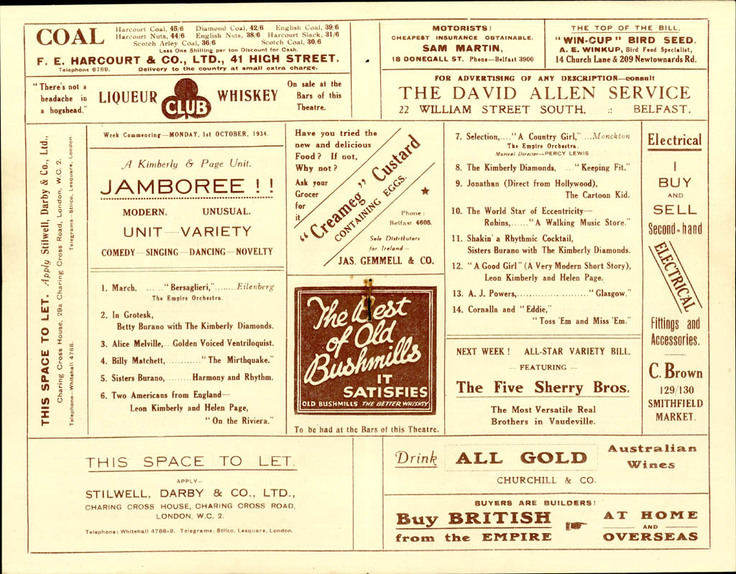 COAL
Harcourt Coal, 45/6 Diamond Coal, 42/6 English Coal, 39/6
Harcourt Nuts, 44/6 English Nuts, 38/6 Harcourt Slack, 31/6
Scotch Arley Coal, 36/6 Scotch Coal, 30/6
Less One Shilling per ton Discount for Cash.
F. E. HARCOURT & CO., LTD., 41 HIGH STREET.
Telephone 6780. Delivery to the country at small extra charge.
MOTORISTS!
CHEAPEST INSURANCE OBTAINABLE.
SAM MARTIN,
18 DONEGALL ST. Phone—Belfast 3900
THE TOP OF THE BILL.
"WIN-CUP" BIRD SEED.
A. E. WINKUP, Bird Food Specialist,
14 Church Lane & 209 Newtownards Rd.
"There's not a
headache in
a hogshead."
LIQUEUR CLUB WHISKEY
On sale at the
Bars of this
Theatre.
FOR ADVERTISING OF ANY DESCRIPTION—consult
THE DAVID ALLEN SERVICE
22 WILLIAM STREET SOUTH, .: BELFAST.
THIS SPACE TO LET. Apply Stilwell, Darby & Co., Ltd.,
Charing Cross House, 29a Charing Cross Road, London, W.C. 2.
Telephone—Whitehall 4788. Telegrams: Stilco, Lesquare, London
Week Commencing—MONDAY, 1st OCTOBER, 1934.
A Kimberly & Page Unit.
JAMBOREE !!
MODERN. UNUSUAL.
UNIT—VARIETY
COMEDY—SINGING—DANCING—NOVELTY
1. March, ..... "Bersaglieri," .... Eilenberg
The Empire Orchestra.
2. In Grotesk,
Betty Burano with The Kimberly Diamonds.
3. Alice Melville, .. Golden Voiced Ventriloquist.
4. Billy Matchett, ........ "The Mirthquake."
5. Sisters Burano, ....... Harmony and Rhythm.
6. Two Americans from England—
Leon Kimberly and Helen Page,
"On the Riviera."
Have you tried the
new and delicious
Food? If not,
Why not?
Ask your
Grocer
for
it
"Creameg" Custard
CONTAINING EGGS.
Phone:
Belfast 4668.
Sole Distributors
for Ireland—
JAS. GEMMELL & CO.
The Best
of Old
Bushmills
IT
SATISFIES
OLD BUSHMILLS THE BETTER WHISKY
To be had at the Bars of this Theatre.
7. Selection, .... "A Country Girl," .... Monckton
The Empire Orchestra.
Musical Director—PERCY LEWIS
8. The Kimberly Diamonds, .. "Keeping Fit."
9. Jonathan (Direct from Hollywood),
The Cartoon Kid.
10. The World Star of Eccentricity—
Robins, ..... "A Walking Music Store."
11. Shakin' a Rhythmic Cocktail,
Sisters Burano with The Kimberly Diamonds.
12. "A Good Girl" (A Very Modern Short Story),
Leon Kimberly and Helen Page.
13. A. J. Powers, ............. "Glasgow."
14. Cornalla and "Eddie,"
"Toss 'Em and Miss 'Em."
NEXT WEEK! ALL-STAR VARIETY BILL.
— FEATURING —
The Five Sherry Bros.
The Most Versatile Real
Brothers in Vaudeville.
Electrical
I
BUY
AND
SELL
Second-hand
ELECTRICAL
Fittings and
Accessories.
C. Brown
129/130
SMITHFIELD
MARKET.
THIS SPACE TO LET.
APPLY—
STILWELL, DARBY & CO., LTD.,
CHARING CROSS HOUSE, CHARING CROSS ROAD,
LONDON, W.C. 2.
Telephone: Whitehall 4788-9. Telegrams: Stilco, Lesquare, London.
Drink ALL GOLD Australian
Wines
CHURCHILL & CO.
BUYERS ARE BUILDERS!
Buy BRITISH
from the EMPIRE
AT HOME
AND
OVERSEAS